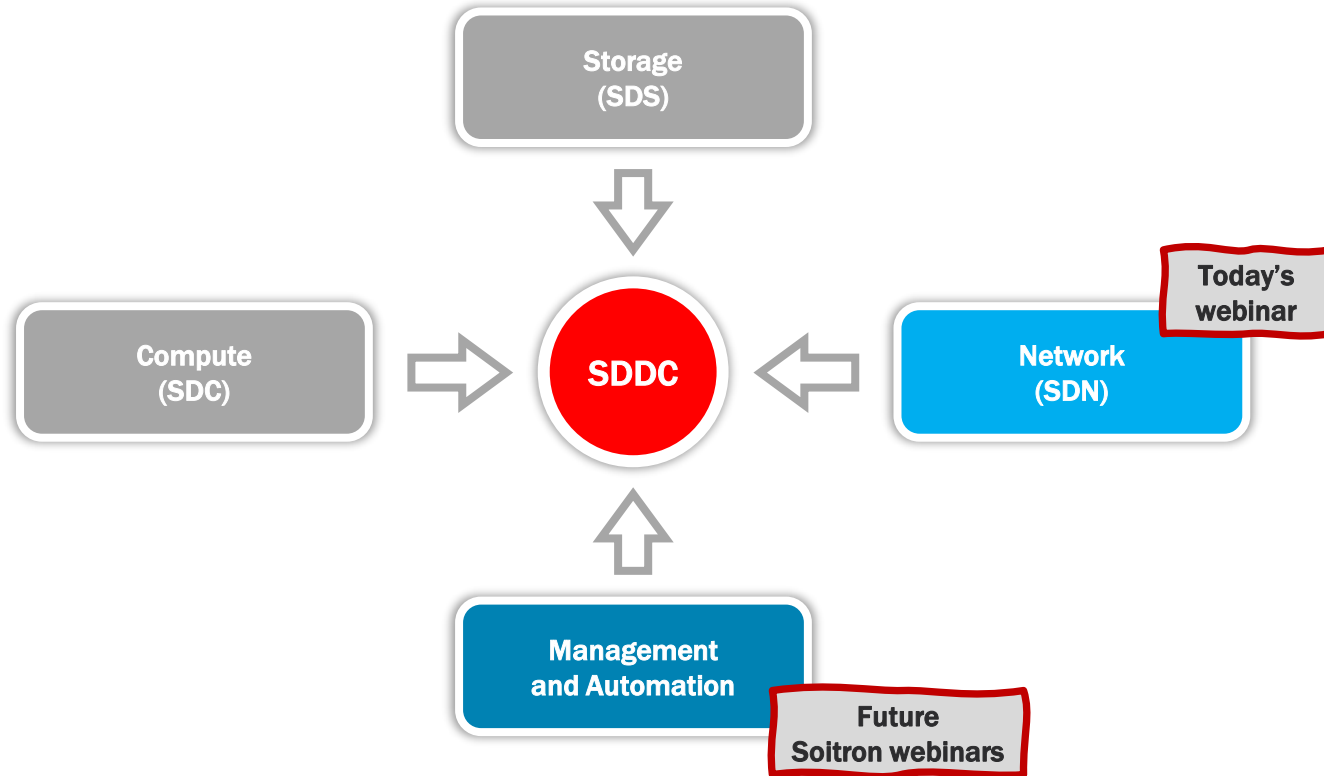 Storage
(SDS)
Today's
webinar
Compute
(SDC)
SDDC
Network
(SDN)
Management
and Automation
Future
Soitron webinars